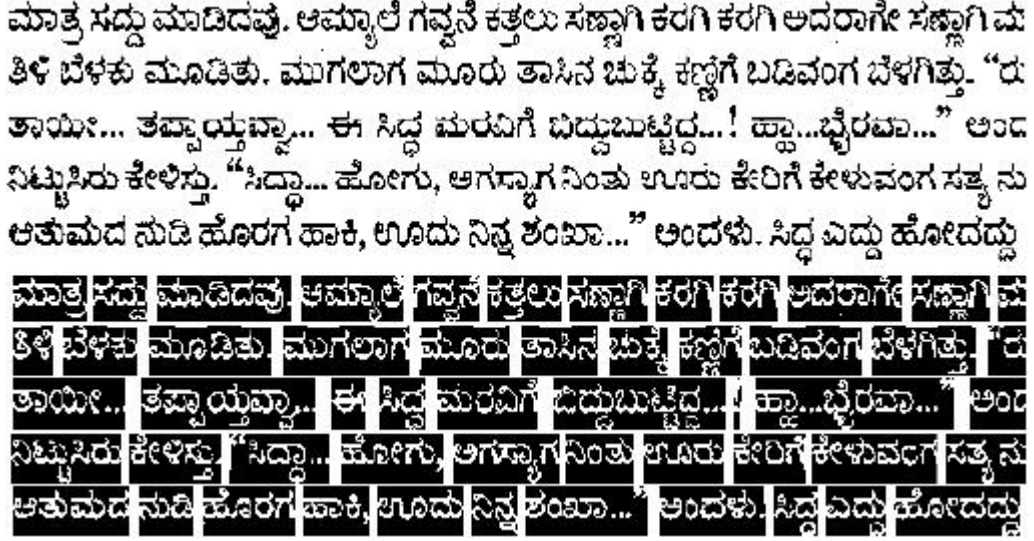 ಮಾತ್ರ ಸದ್ದು ಮಾಡಿದವು. ಆಮ್ಯಾಲೆ ಗವ್ವನೆ ಕತ್ತಲು ಸಣ್ಣಾಗಿ ಕರಗಿ ಕರಗಿ ಅದರಾಗೇ ಸಣ್ಣಾಗಿ ಮ
ತಿಳಿ ಬೆಳಕು ಮೂಡಿತು. ಮುಗಲಾಗ ಮೂರು ತಾಸಿನ ಚುಕ್ಕೆ ಕಣ್ಣಿಗೆ ಬಡಿವಂಗ ಬೆಳಗಿತ್ತು. “ರು
ತಾಯೀ... ತಪ್ಪಾಯ್ತವ್ವಾ... ಈ ಸಿದ್ಧ ಮರವಿಗೆ ಬಿದ್ದುಬುಟ್ಟಿದ್ದ...! ಹ್ಹಾ...ಭೈರವಾ...” ಅಂದ
ನಿಟ್ಟುಸಿರು ಕೇಳಿಸ್ತು. “ಸಿದ್ಧಾ... ಹೋಗು, ಅಗಸ್ಯಾಗ ನಿಂತು ಊರು ಕೇರಿಗೆ ಕೇಳುವಂಗ ಸತ್ಯ ನು
ಆತುಮದ ನುಡಿ ಹೊರಗ ಹಾಕಿ, ಊದು ನಿನ್ನ ಶಂಖಾ...” ಅಂದಳು. ಸಿದ್ಧ ಎದ್ದು ಹೋದದ್ದು
ಮಾತ್ರ ಸದ್ದು ಮಾಡಿದವು. ಆಮ್ಯಾಲೆ ಗವ್ವನೆ ಕತ್ತಲು ಸಣ್ಣಾಗಿ ಕರಗಿ ಕರಗಿ ಅದರಾಗೇ ಸಣ್ಣಾಗಿ ಮ
ತಿಳಿ ಬೆಳಕು ಮೂಡಿತು. ಮುಗಲಾಗ ಮೂರು ತಾಸಿನ ಚುಕ್ಕೆ ಕಣ್ಣಿಗೆ ಬಡಿವಂಗ ಬೆಳಗಿತ್ತು. “ರು
ತಾಯೀ... ತಪ್ಪಾಯ್ತವ್ವಾ... ಈ ಸಿದ್ಧ ಮರವಿಗೆ ಬಿದ್ದುಬುಟ್ಟಿದ್ದ...! ಹ್ಹಾ...ಭೈರವಾ...” ಅಂದ
ನಿಟ್ಟುಸಿರು ಕೇಳಿಸ್ತು. “ಸಿದ್ಧಾ... ಹೋಗು, ಅಗಸ್ಯಾಗ ನಿಂತು ಊರು ಕೇರಿಗೆ ಕೇಳುವಂಗ ಸತ್ಯ ನು
ಆತುಮದ ನುಡಿ ಹೊರಗ ಹಾಕಿ, ಊದು ನಿನ್ನ ಶಂಖಾ...” ಅಂದಳು. ಸಿದ್ಧ ಎದ್ದು ಹೋದದ್ದು